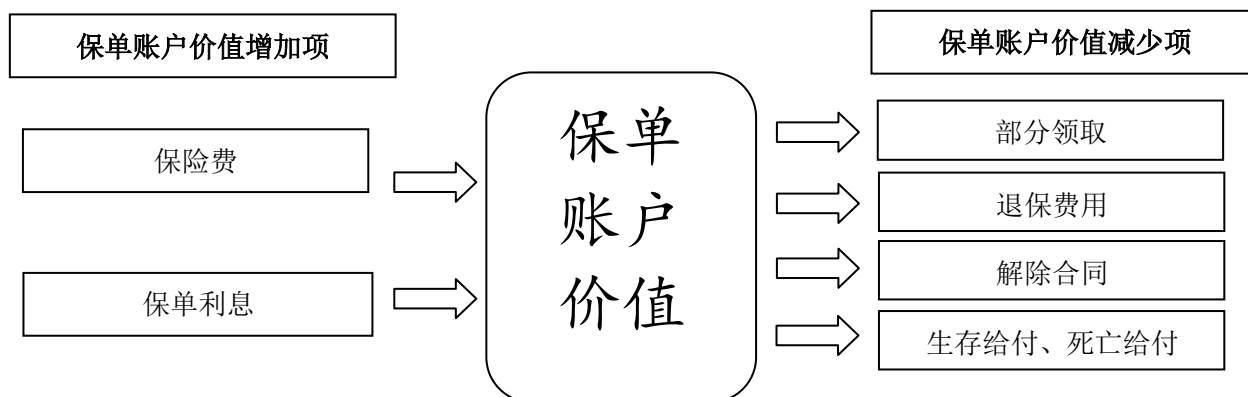 保单账户价值增加项
保险费
保单利息
保单
账户
价值
保单账户价值减少项
部分领取
退保费用
解除合同
生存给付、死亡给付